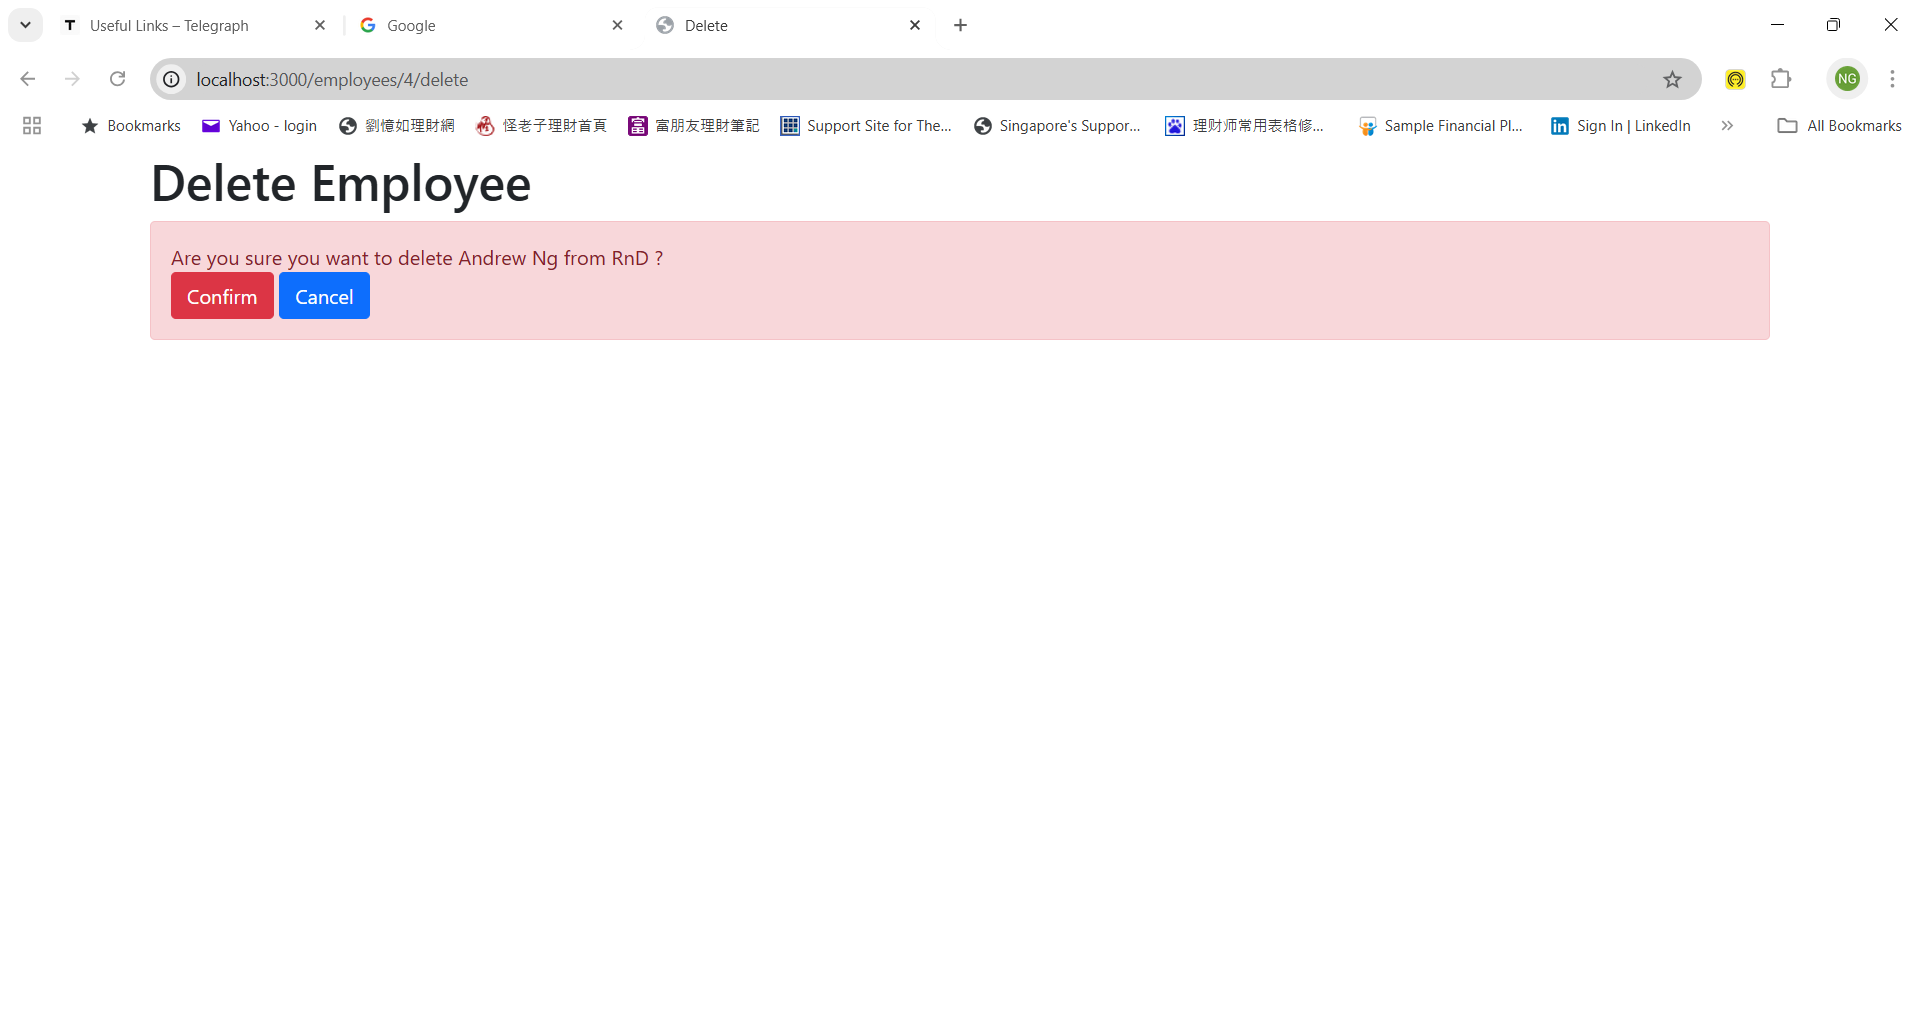 Useful Links – Telegraph
Google
Delete
localhost:3000/employees/4/delete
NG
Bookmarks
Yahoo - login
劉憶如理財網
怪老子理財首頁
富朋友理財筆記
Support Site for The...
Singapore's Suppor...
理财师常用表格修...
Sample Financial Pl...
Sign In | LinkedIn
All Bookmarks
Delete Employee
Are you sure you want to delete Andrew Ng from RnD ?
Confirm Cancel